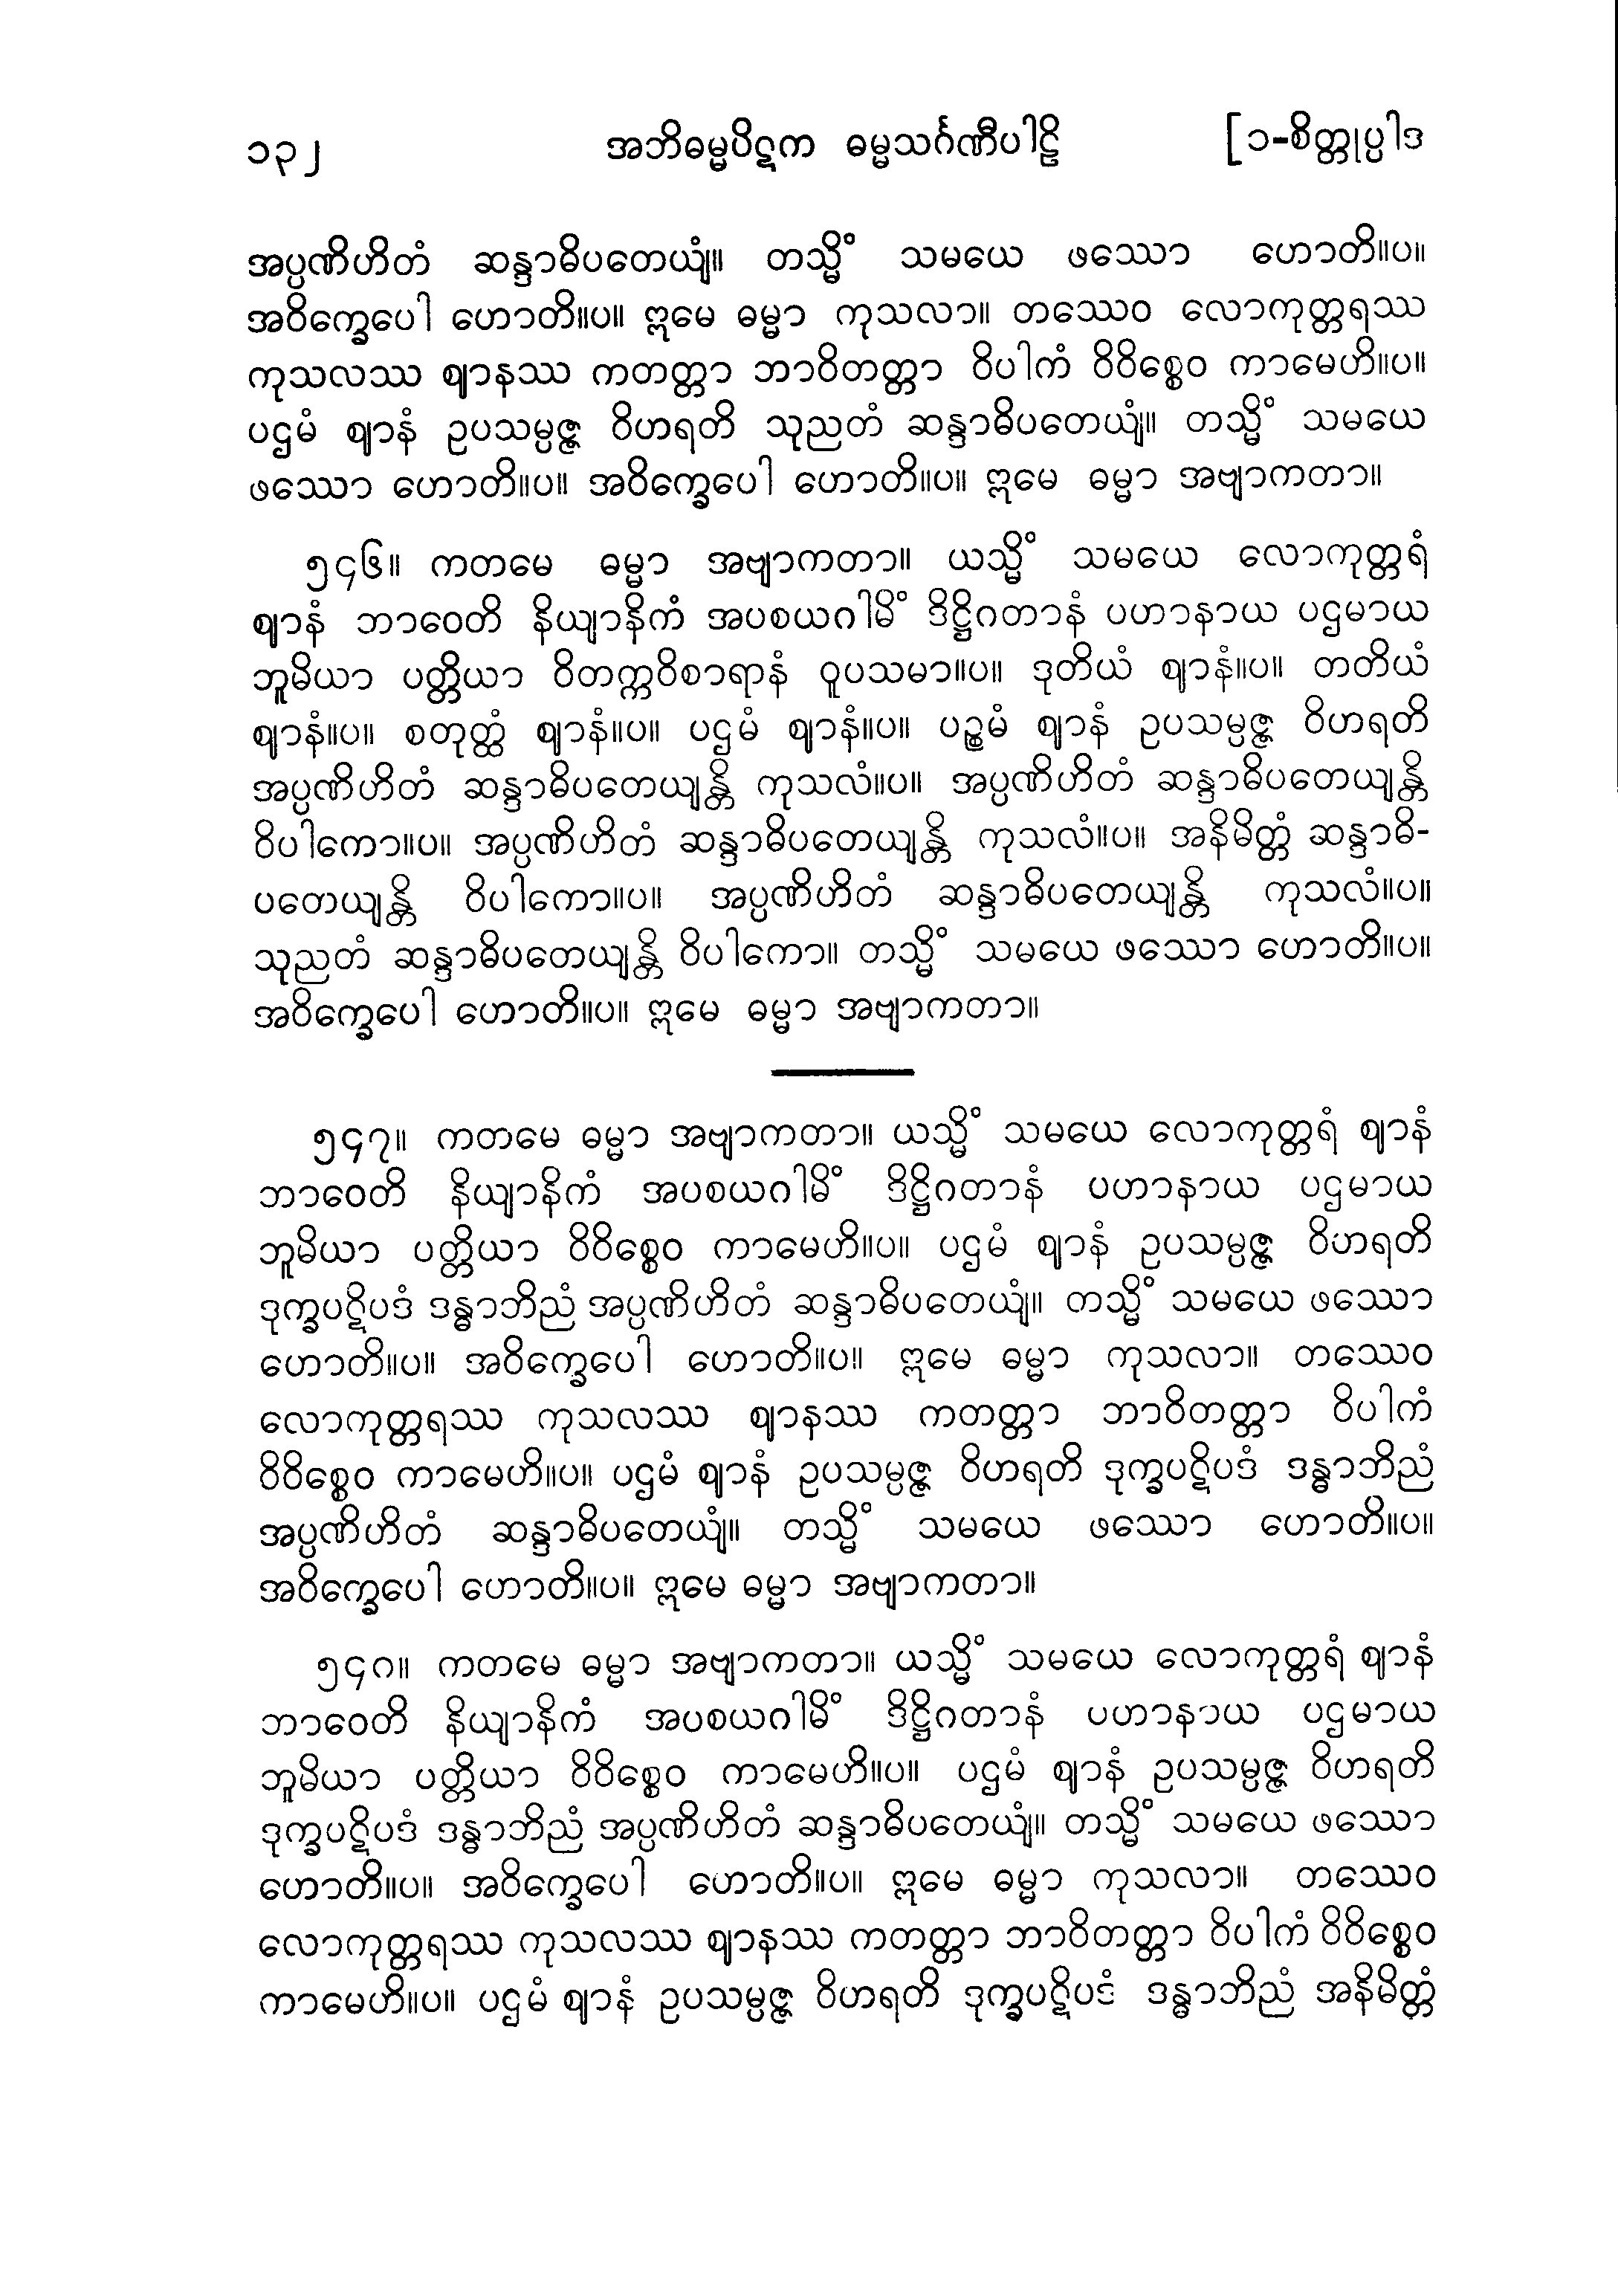 ၁၃၂ အဘိဓမ္မပိဋက ဓမ္မသင်္ဂဏီပါဠိ [၁-စိတ္တုပ္ပါဒ
အပ္ပဏိဟိတံ ဆန္ဒာဓိပတေယျံ။ တသ္မိံ သမယေ ဖဿော ဟောတိ။ပ။
အဝိက္ခေပေါ ဟောတိ။ပ။ ဣမေ ဓမ္မာ ကုသလာ။ တဿေဝ လောကုတ္တရဿ
ကုသလဿ ဈာနဿ ကတတ္တာ ဘာဝိတတ္တာ ဝိပါကံ ဝိဝိစ္စေဝ ကာမေဟိ။ပ။
ပဌမံ ဈာနံ ဥပသမ္ပဇ္ဇ ဝိဟရတိ သုညတံ ဆန္ဒာဓိပတေယျံ။ တသ္မိံ သမယေ
ဖဿော ဟောတိ။ပ။ အဝိက္ခေပေါ ဟောတိ။ပ။ ဣမေ ဓမ္မာ အဗျာကတာ။
၅၄၆။ ကတမေ ဓမ္မာ အဗျာကတာ။ ယသ္မိံ သမယေ လောကုတ္တရံ
ဈာနံ ဘာဝေတိ နိယျာနိကံ အပစယဂါမိံ ဒိဋ္ဌိဂတာနံ ပဟာနာယ ပဌမာယ
ဘူမိယာ ပတ္တိယာ ဝိတက္ကဝိစာရာနံ ဝူပသမာ။ပ။ ဒုတိယံ ဈာနံ။ပ။ တတိယံ
ဈာနံ။ပ။ စတုတ္ထံ ဈာနံ။ပ။ ပဌမံ ဈာနံ။ပ။ ပဉ္စမံ ဈာနံ ဥပသမ္ပဇ္ဇ ဝိဟရတိ
အပ္ပဏိဟိတံ ဆန္ဒာဓိပတေယျန္တိ ကုသလံ။ပ။ အပ္ပဏိဟိတံ ဆန္ဒာဓိပတေယျန္တိ
ဝိပါကော။ပ။ အပ္ပဏိဟိတံ ဆန္ဒာဓိပတေယျန္တိ ကုသလံ။ပ။ အနိမိတ္တံ ဆန္ဒာဓိ-
ပတေယျန္တိ ဝိပါကော။ပ။ အပ္ပဏိဟိတံ ဆန္ဒာဓိပတေယျန္တိ ကုသလံ။ပ။
သုညတံ ဆန္ဒာဓိပတေယျန္တိ ဝိပါကော။ တသ္မိံ သမယေ ဖဿော ဟောတိ။ပ။
အဝိက္ခေပေါ ဟောတိ။ပ။ ဣမေ ဓမ္မာ အဗျာကတာ။
၅၄၇။ ကတမေ ဓမ္မာ အဗျာကတာ။ ယသ္မိံ သမယေ လောကုတ္တရံ ဈာနံ
ဘာဝေတိ နိယျာနိကံ အပစယဂါမိံ ဒိဋ္ဌိဂတာနံ ပဟာနာယ ပဌမာယ
ဘူမိယာ ပတ္တိယာ ဝိဝိစ္စေဝ ကာမေဟိ။ပ။ ပဌမံ ဈာနံ ဥပသမ္ပဇ္ဇ ဝိဟရတိ
ဒုက္ခပဋိပဒံ ဒန္ဓာဘိညံ အပ္ပဏိဟိတံ ဆန္ဒာဓိပတေယျံ။ တသ္မိံ သမယေ ဖဿော
ဟောတိ။ပ။ အဝိက္ခေပေါ ဟောတိ။ပ။ ဣမေ ဓမ္မာ ကုသလာ။ တဿေဝ
လောကုတ္တရဿ ကုသလဿ ဈာနဿ ကတတ္တာ ဘာဝိတတ္တာ ဝိပါကံ
ဝိဝိစ္စေဝ ကာမေဟိ။ပ။ ပဌမံ ဈာနံ ဥပသမ္ပဇ္ဇ ဝိဟရတိ ဒုက္ခပဋိပဒံ ဒန္ဓာဘိညံ
အပ္ပဏိဟိတံ ဆန္ဒာဓိပတေယျံ။ တသ္မိံ သမယေ ဖဿော ဟောတိ။ပ။
အဝိက္ခေပေါ ဟောတိ။ပ။ ဣမေ ဓမ္မာ အဗျာကတာ။
၅၄၈။ ကတမေ ဓမ္မာ အဗျာကတာ။ ယသ္မိံ သမယေ လောကုတ္တရံ ဈာနံ
ဘာဝေတိ နိယျာနိကံ အပစယဂါမိံ ဒိဋ္ဌိဂတာနံ ပဟာနာယ ပဌမာယ
ဘူမိယာ ပတ္တိယာ ဝိဝိစ္စေဝ ကာမေဟိ။ပ။ ပဌမံ ဈာနံ ဥပသမ္ပဇ္ဇ ဝိဟရတိ
ဒုက္ခပဋိပဒံ ဒန္ဓာဘိညံ အပ္ပဏိဟိတံ ဆန္ဒာဓိပတေယျံ။ တသ္မိံ သမယေ ဖဿော
ဟောတိ။ပ။ အဝိက္ခေပေါ ဟောတိ။ပ။ ဣမေ ဓမ္မာ ကုသလာ။ တဿေဝ
လောကုတ္တရဿ ကုသလဿ ဈာနဿ ကတတ္တာ ဘာဝိတတ္တာ ဝိပါကံ ဝိဝိစ္စေဝ
ကာမေဟိ။ပ။ ပဌမံ ဈာနံ ဥပသမ္ပဇ္ဇ ဝိဟရတိ ဒုက္ခပဋိပဒံ ဒန္ဓာဘိညံ အနိမိတ္တံ